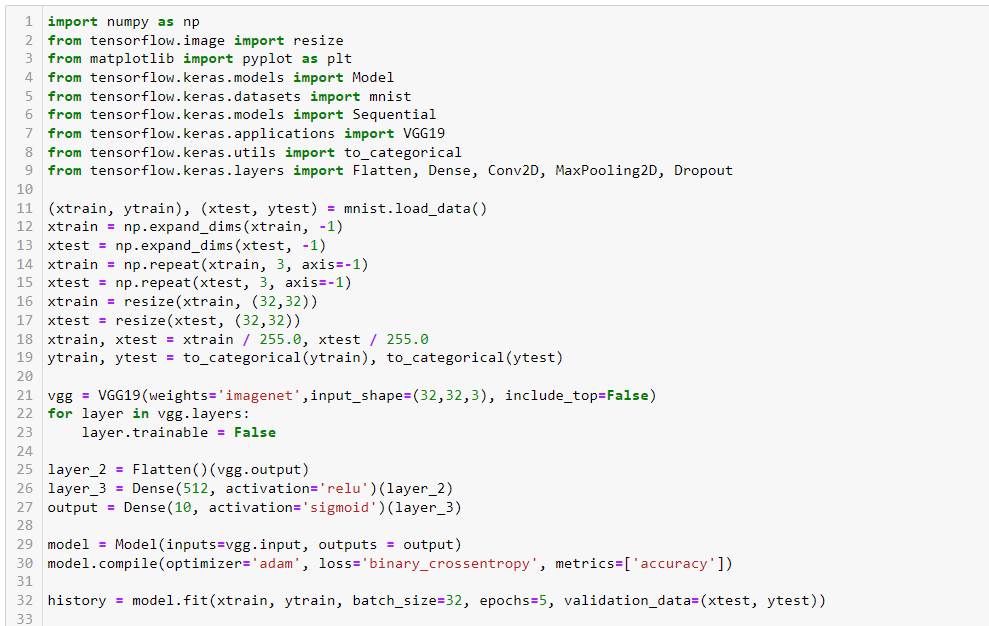 1 import numpy as np
2 from tensorflow.image import resize
3 from matplotlib import pyplot as plt
4 from tensorflow.keras.models import Model
5 from tensorflow.keras.datasets import mnist
6 from tensorflow.keras.models import Sequential
7 from tensorflow.keras.applications import VGG19
8 from tensorflow.keras.utils import to_categorical
9 from tensorflow.keras.layers import Flatten, Dense, Conv2D, MaxPooling2D, Dropout
10
11 (xtrain, ytrain), (xtest, ytest) = mnist.load_data()
12 xtrain = np.expand_dims(xtrain, -1)
13 xtest = np.expand_dims(xtest, -1)
14 xtrain = np.repeat(xtrain, 3, axis=-1)
15 xtest = np.repeat(xtest, 3, axis=-1)
16 xtrain = resize(xtrain, (32,32))
17 xtest = resize(xtest, (32,32))
18 xtrain, xtest = xtrain / 255.0, xtest / 255.0
19 ytrain, ytest = to_categorical(ytrain), to_categorical(ytest)
20
21 vgg = VGG19(weights='imagenet',input_shape=(32,32,3), include_top=False)
22 for layer in vgg.layers:
23     layer.trainable = False
24
25 layer_2 = Flatten()(vgg.output)
26 layer_3 = Dense(512, activation='relu')(layer_2)
27 output = Dense(10, activation='sigmoid')(layer_3)
28
29 model = Model(inputs=vgg.input, outputs = output)
30 model.compile(optimizer='adam', loss='binary_crossentropy', metrics=['accuracy'])
31
32 history = model.fit(xtrain, ytrain, batch_size=32, epochs=5, validation_data=(xtest, ytest))
33